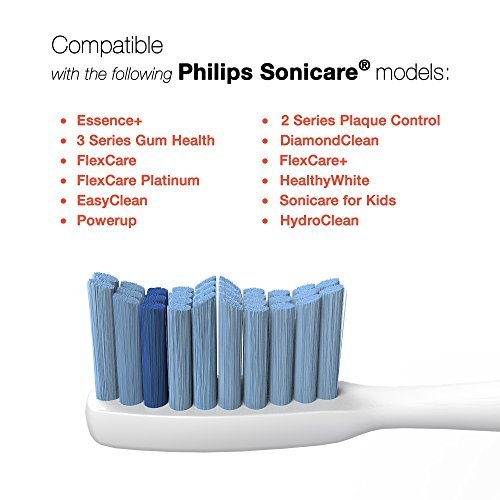 Compatible
with the following Philips Sonicare® models:
• Essence+
• 3 Series Gum Health
• FlexCare
• FlexCare Platinum
• EasyClean
• Powerup
• 2 Series Plaque Control
• DiamondClean
• FlexCare+
• HealthyWhite
• Sonicare for Kids
• HydroClean